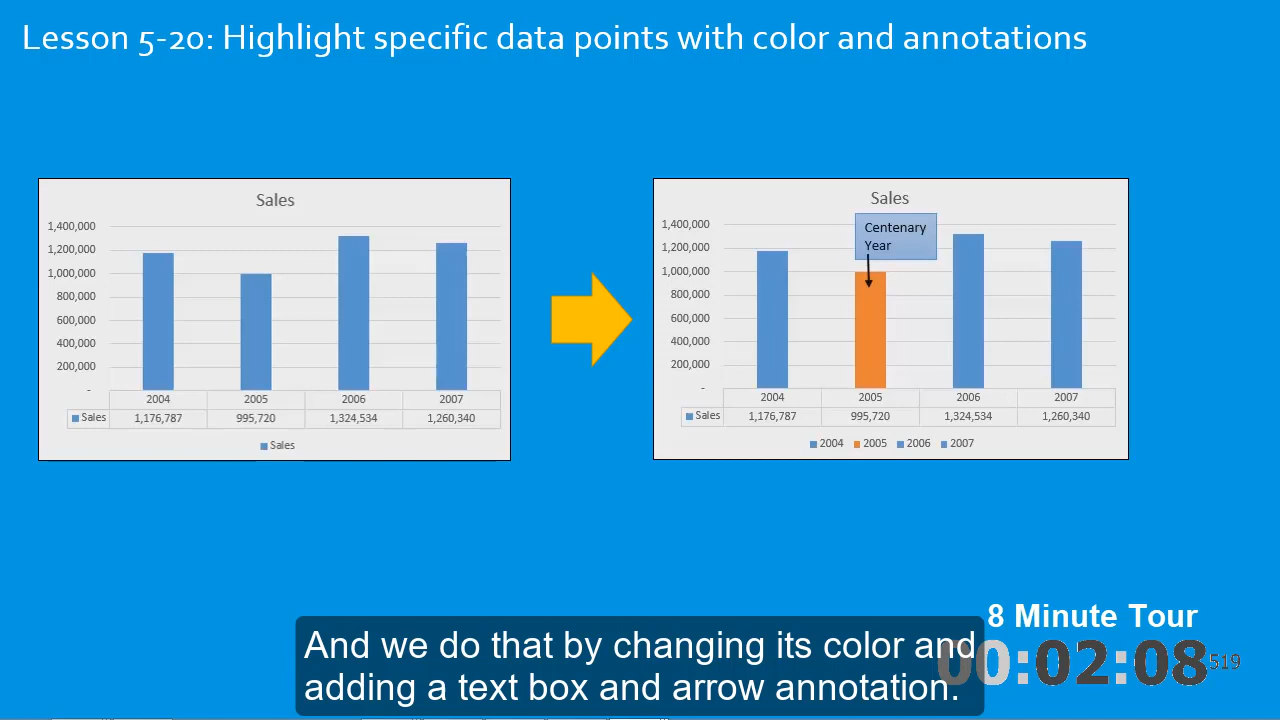 Lesson 5-20: Highlight specific data points with color and annotations
Sales
1,400,000
1,200,000
1,000,000
800,000
600,000
400,000
200,000
-
2004 2005 2006 2007
Sales 1,176,787 995,720 1,324,534 1,260,340
Sales
Sales
1,400,000
1,200,000
1,000,000
800,000
600,000
400,000
200,000
-
Centenary
Year
2004 2005 2006 2007
Sales 1,176,787 995,720 1,324,534 1,260,340
2004 2005 2006 2007
8 Minute Tour
00:02:08 519
And we do that by changing its color and
adding a text box and arrow annotation.